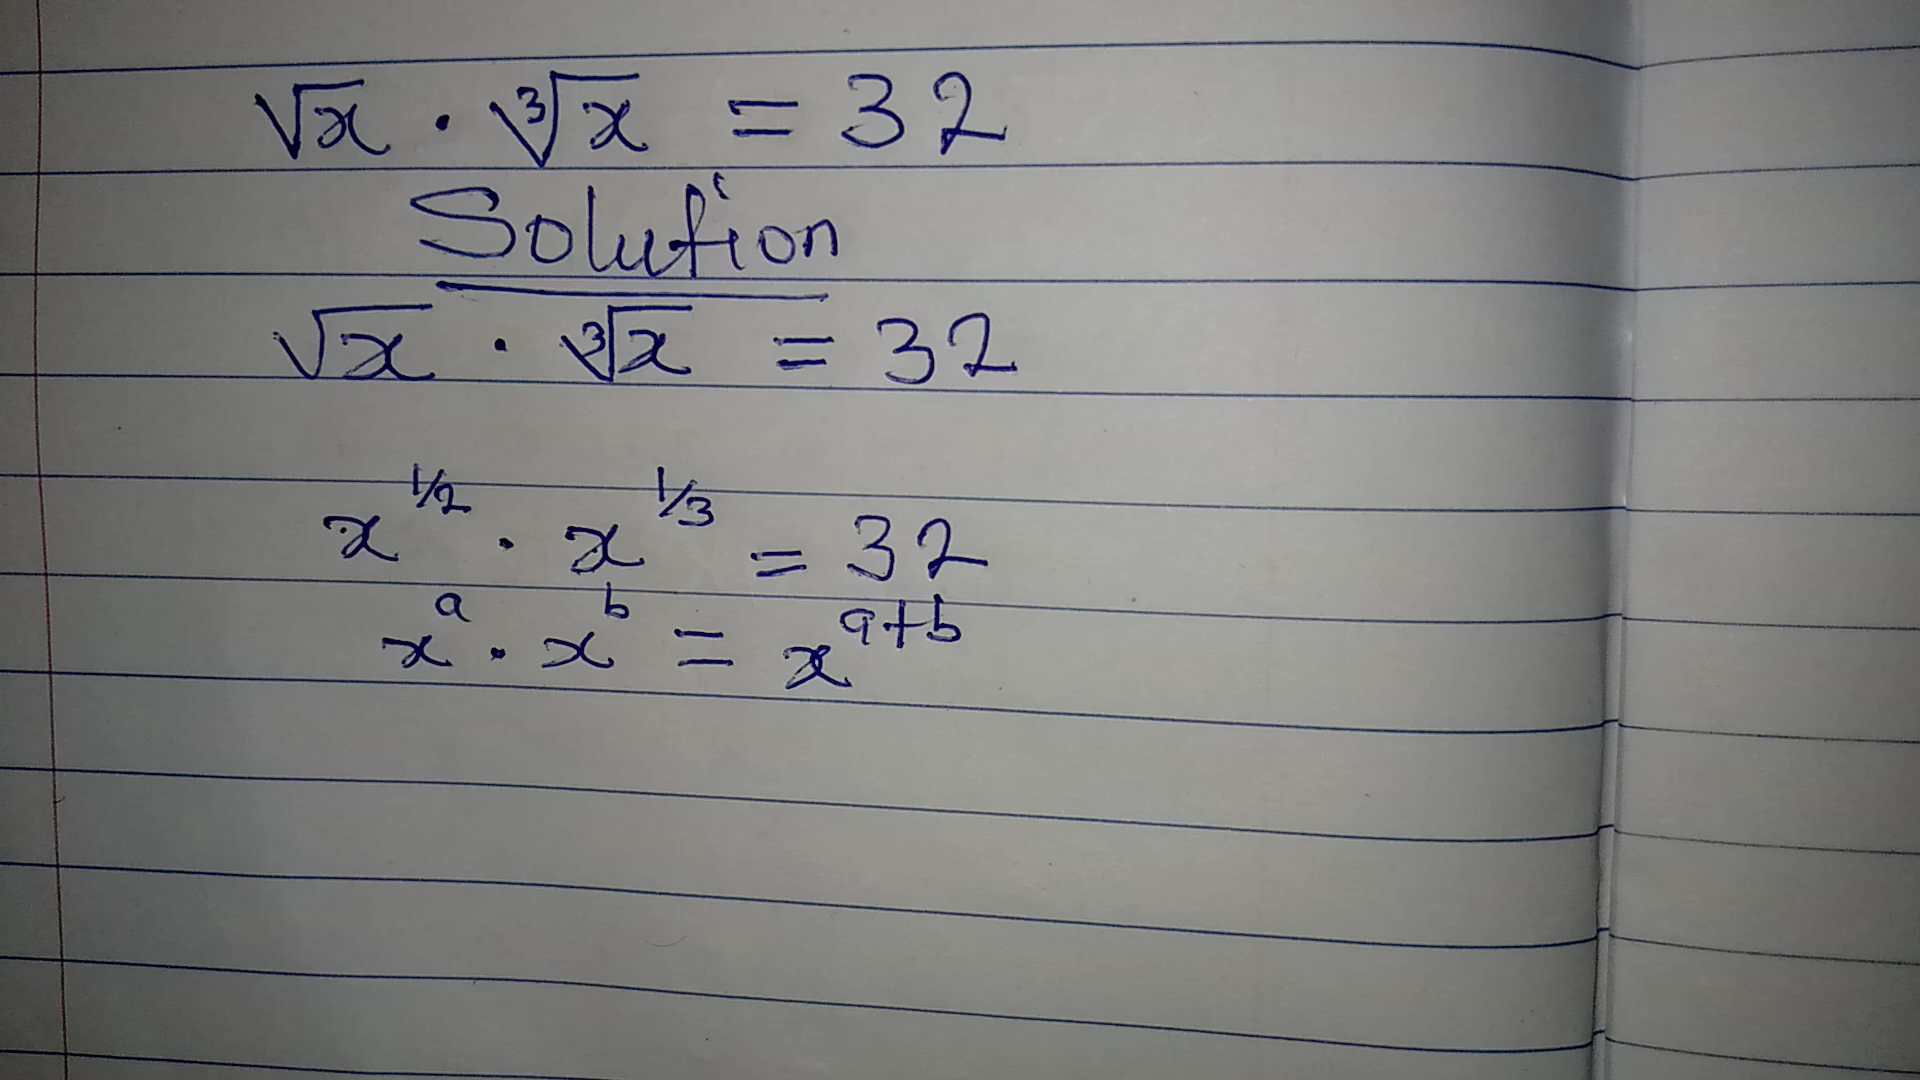 √x · ∛x = 32
Solution
√x · ∛x = 32
x^1/2 · x^1/3 = 32
x^a · x^b = x^a+b